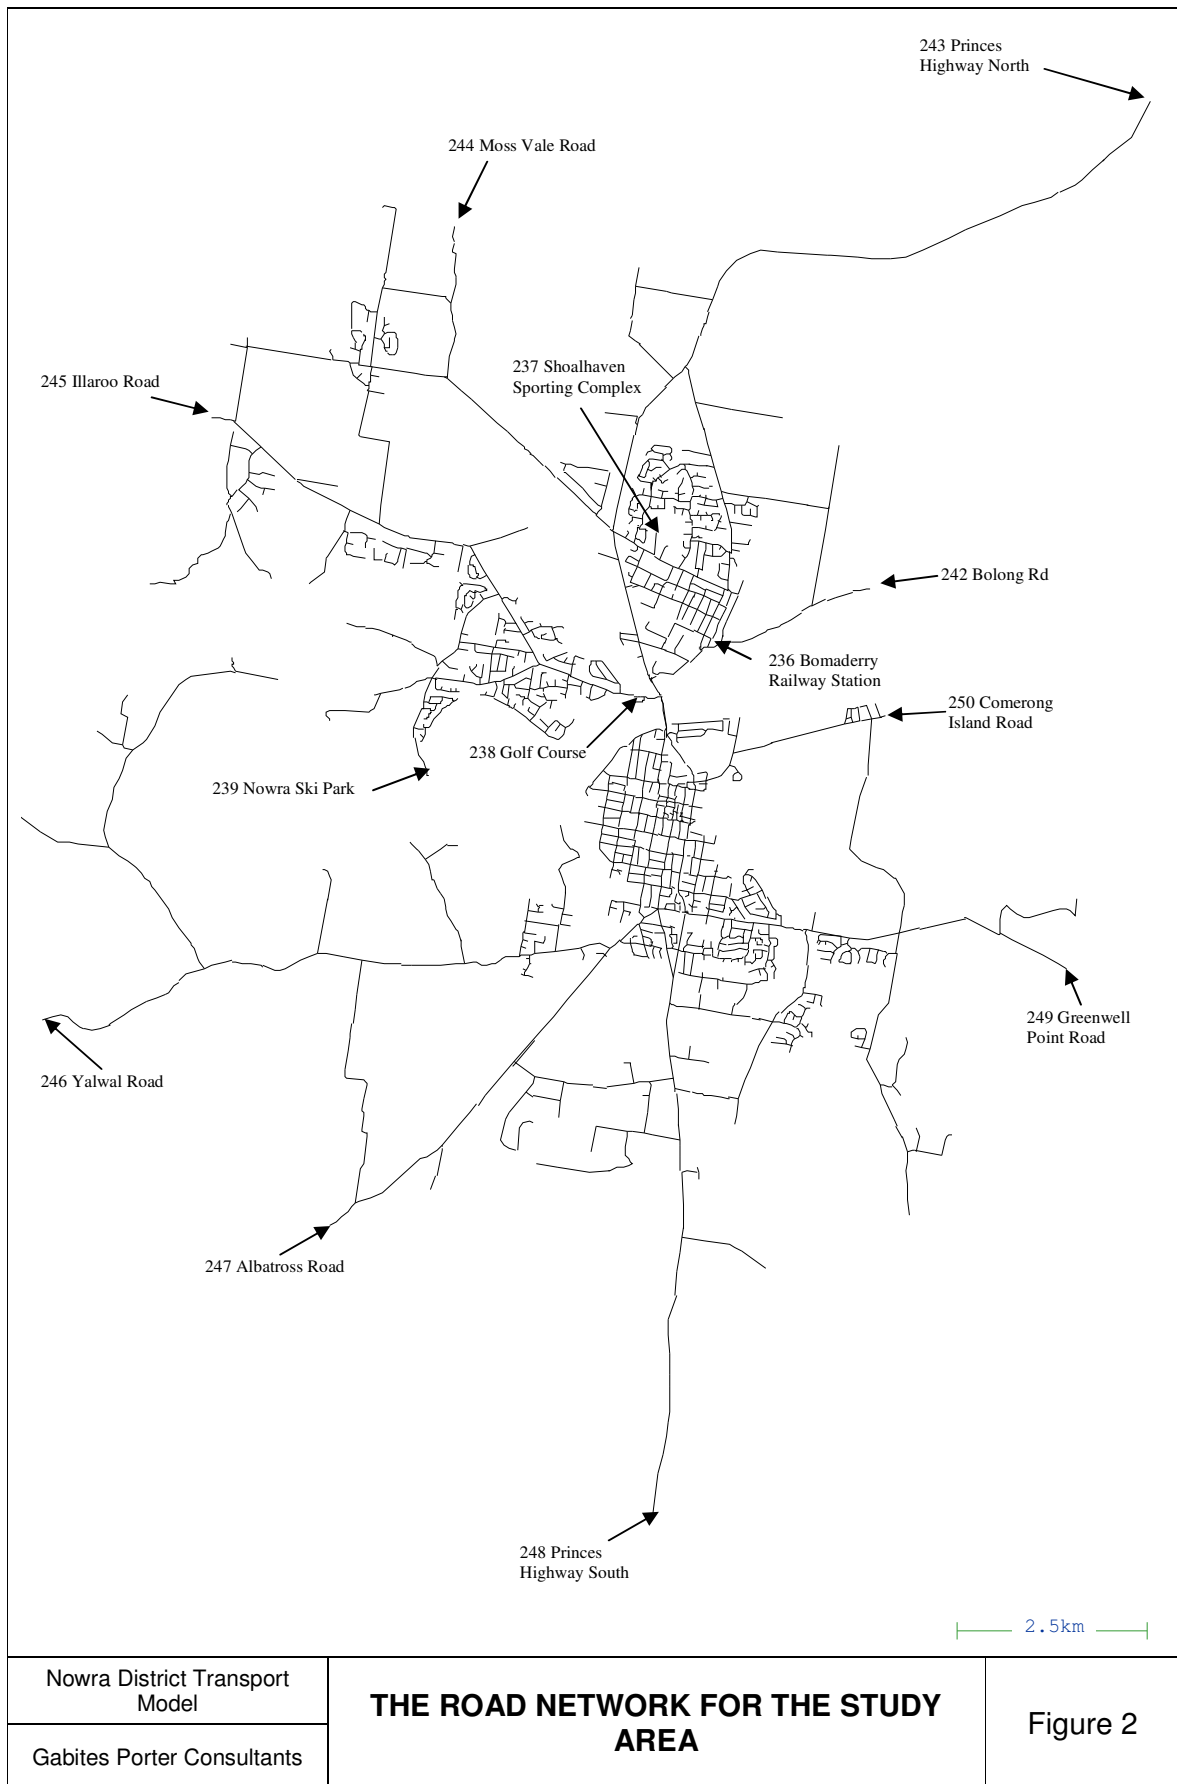 243 Princes
Highway North
244 Moss Vale Road
237 Shoalhaven
Sporting Complex
245 Illaroo Road
242 Bolong Rd
236 Bomaderry
Railway Station
250 Comerong
Island Road
238 Golf Course
239 Nowra Ski Park
249 Greenwell
Point Road
246 Yalwal Road
247 Albatross Road
248 Princes
Highway South
2.5km
Nowra District Transport
Model
Gabites Porter Consultants
THE ROAD NETWORK FOR THE STUDY
AREA
Figure 2